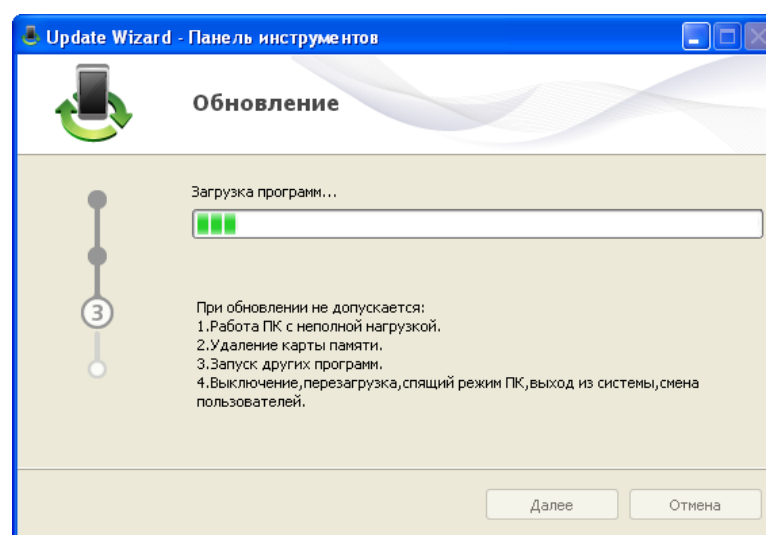 Update Wizard - Панель инструментов
Обновление
Загрузка программ...
3
При обновлении не допускается:
1.Работа ПК с неполной нагрузкой.
2.Удаление карты памяти.
3.Запуск других программ.
4.Выключение,перезагрузка,спящий режим ПК,выход из системы,смена
пользователей.
Далее
Отмена